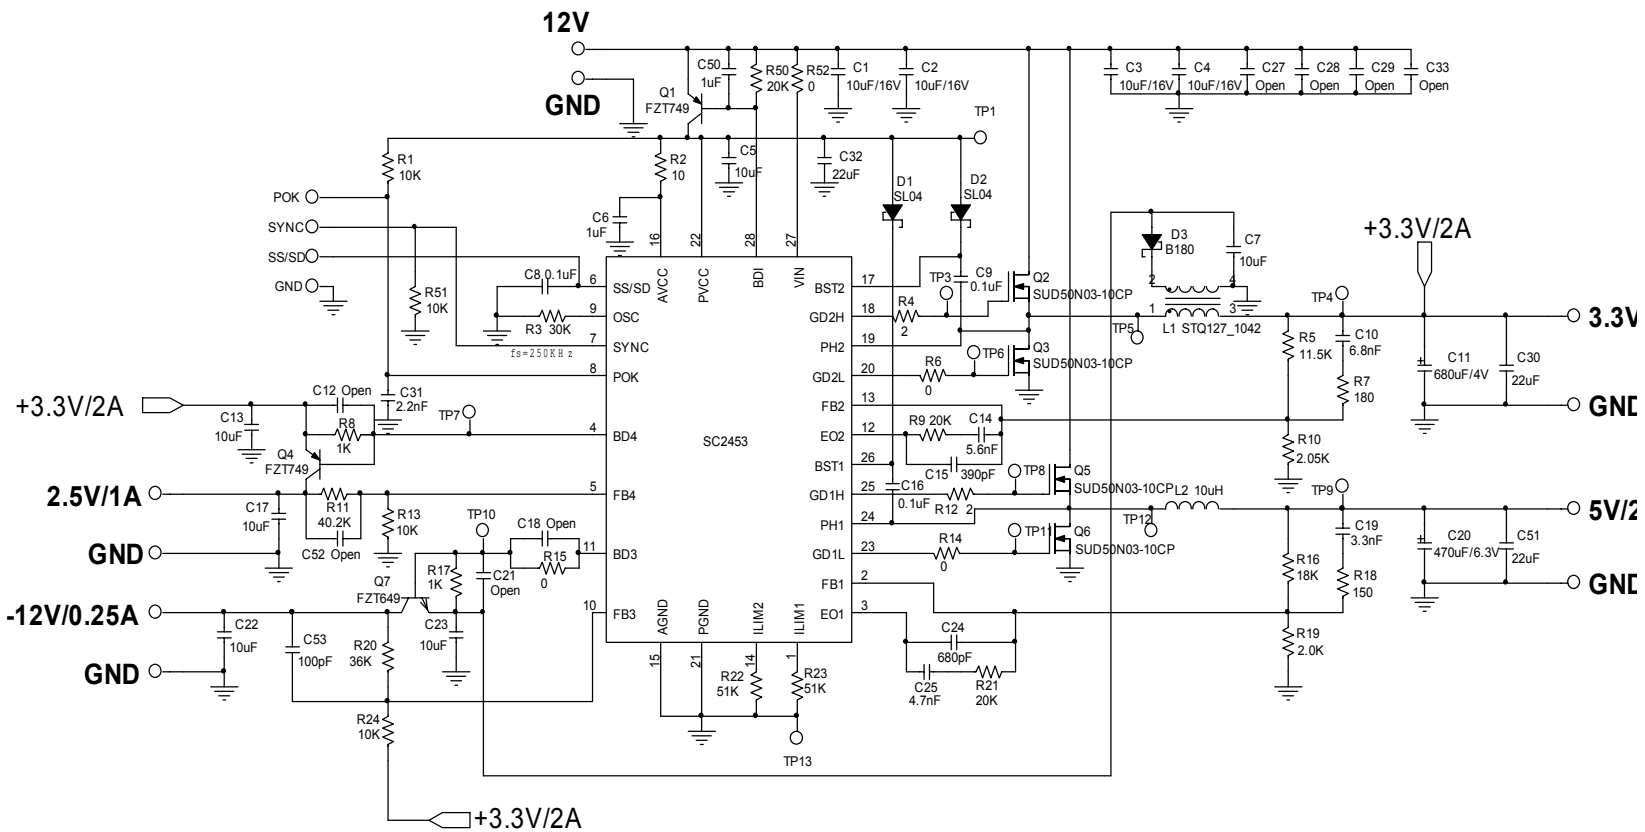 12V
GND
C50
1uF
R50
20K
R52
0
C1
10uF/16V
C2
10uF/16V
C3
10uF/16V
C4
10uF/16V
C27
Open
C28
Open
C29
Open
C33
Open
Q1
FZT749
TP1
R1
10K
R2
10
C5
10uF
C32
22uF
D1
SL04
D2
SL04
POK
SYNC
SS/SD
GND
C6
1uF
16
22
28
27
AVCC
PVCC
BDI
VIN
R51
10K
C8 0.1uF
R3 30K
fs=250KHz
6
SS/SD
9
OSC
7
SYNC
8
POK
4
BD4
5
FB4
11
BD3
10
FB3
SC2453
BST2
17
GD2H
18
PH2
19
GD2L
20
FB2
13
EO2
12
BST1
26
GD1H
25
PH1
24
GD1L
23
FB1
2
EO1
3
AGND
PGND
ILIM2
ILIM1
15
21
14
1
TP3
C9
0.1uF
R4
2
Q2
SUD50N03-10CP
D3
B180
C7
10uF
2
4
1
3
L1 STQ127_1042
TP5
TP4
+3.3V/2A
3.3V
R6
0
TP6
Q3
SUD50N03-10CP
R5
11.5K
C10
6.8nF
R7
180
C11
680uF/4V
C30
22uF
GND
R9 20K
C14
5.6nF
C15
390pF
R10
2.05K
C16
0.1uF
R12 2
TP8
Q5
SUD50N03-10CP
L2 10uH
TP12
TP9
5V/2
R14
0
TP11
Q6
SUD50N03-10CP
R16
18K
C19
3.3nF
R18
150
C20
470uF/6.3V
C51
22uF
GND
R19
2.0K
C24
680pF
C25
4.7nF
R21
20K
+3.3V/2A
C13
10uF
C12 Open
R8
1K
C31
2.2nF
TP7
Q4
FZT749
2.5V/1A
C17
10uF
R11
40.2K
C52 Open
R13
10K
GND
TP10
C18 Open
R15
0
R17
1K
C21
Open
Q7
FZT649
-12V/0.25A
C22
10uF
C53
100pF
R20
36K
C23
10uF
GND
R24
10K
R22
51K
R23
51K
TP13
+3.3V/2A